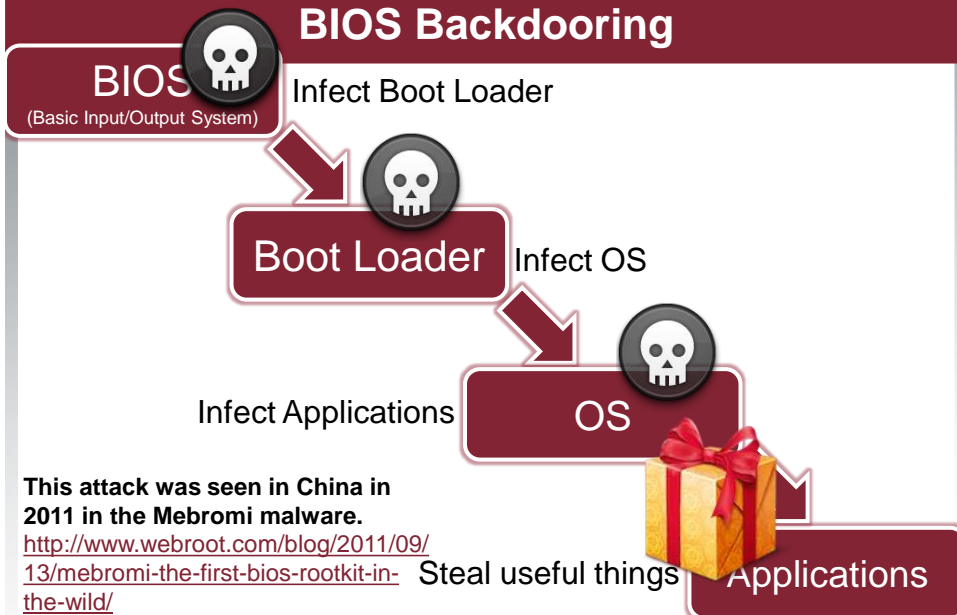 BIOS Backdooring
BIOS
(Basic Input/Output System)
Infect Boot Loader
Boot Loader
Infect OS
Infect Applications
OS
This attack was seen in China in
2011 in the Mebromi malware.
http://www.webroot.com/blog/2011/09/
13/mebromi-the-first-bios-rootkit-in-
the-wild/
Steal useful things
Applications